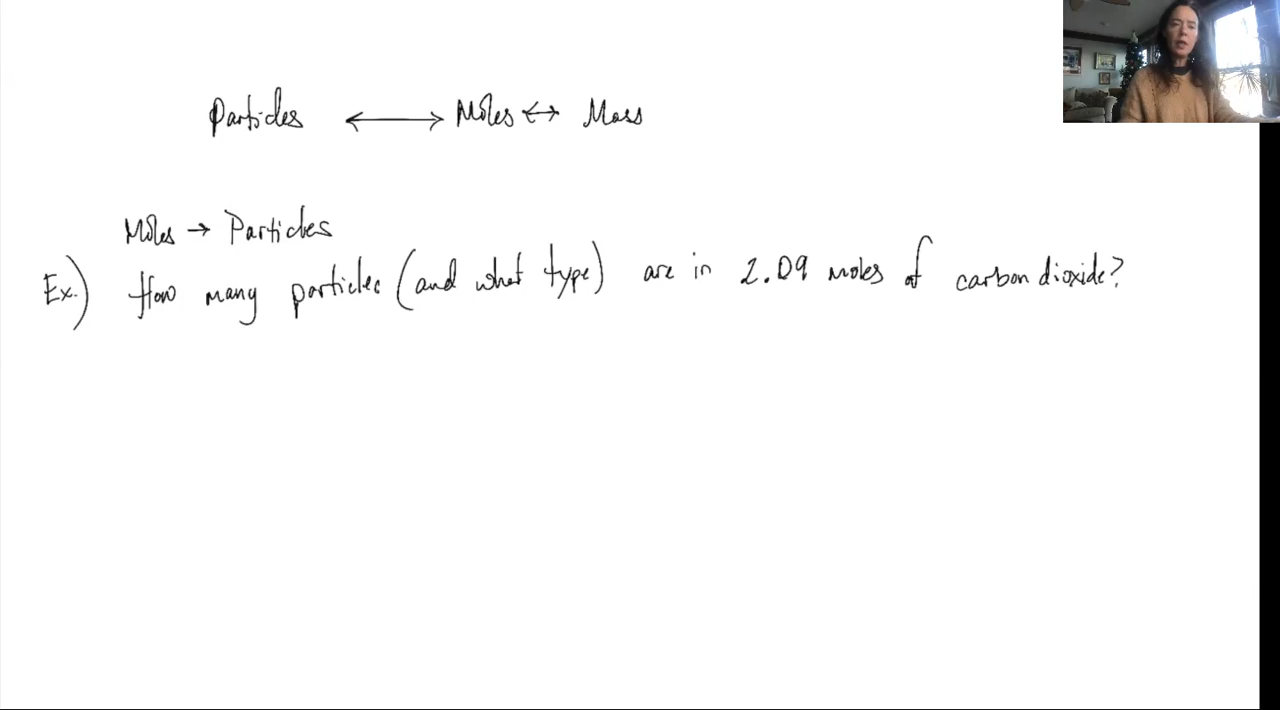 Particles ⟷ Moles ↔ Mass
Moles → Particles
Ex.) How many particles (and what type) are in 2.09 moles of carbon dioxide?